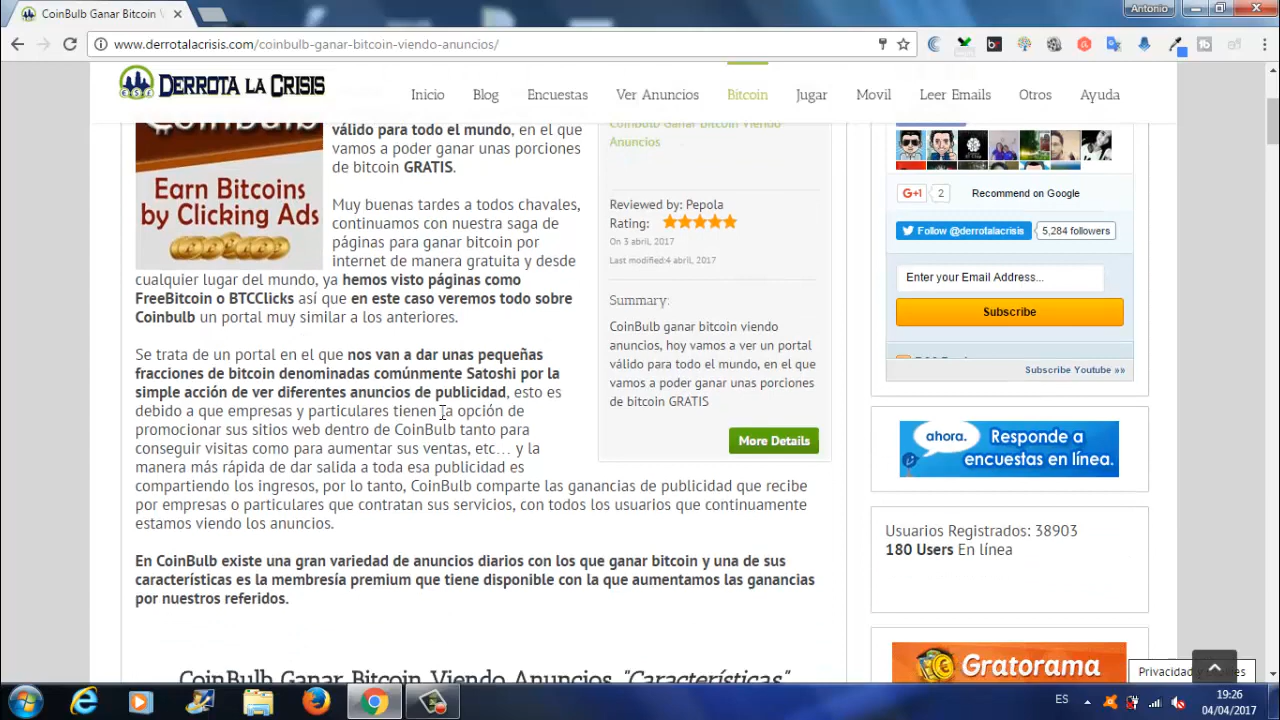 CoinBulb Ganar Bitcoin V
Antonio
www.derrotalacrisis.com/coinbulb-ganar-bitcoin-viendo-anuncios/
DERROTA LA CRISIS
Inicio
Blog
Encuestas
Ver Anuncios
Bitcoin
Jugar
Movil
Leer Emails
Otros
Ayuda
CoinBulb
Earn Bitcoins
by Clicking Ads
válido para todo el mundo, en el que
vamos a poder ganar unas porciones
de bitcoin GRATIS.
Muy buenas tardes a todos chavales,
continuamos con nuestra saga de
páginas para ganar bitcoin por
internet de manera gratuita y desde
cualquier lugar del mundo, ya hemos visto páginas como
FreeBitcoin o BTCClicks así que en este caso veremos todo sobre
Coinbulb un portal muy similar a los anteriores.
Se trata de un portal en el que nos van a dar unas pequeñas
fracciones de bitcoin denominadas comúnmente Satoshi por la
simple acción de ver diferentes anuncios de publicidad, esto es
debido a que empresas y particulares tienen la opción de
promocionar sus sitios web dentro de CoinBulb tanto para
conseguir visitas como para aumentar sus ventas, etc... y la
manera más rápida de dar salida a toda esa publicidad es
compartiendo los ingresos, por lo tanto, CoinBulb comparte las ganancias de publicidad que recibe
por empresas o particulares que contratan sus servicios, con todos los usuarios que continuamente
estamos viendo los anuncios.
En CoinBulb existe una gran variedad de anuncios diarios con los que ganar bitcoin y una de sus
características es la membresía premium que tiene disponible con la que aumentamos las ganancias
por nuestros referidos.
CoinBulb Ganar Bitcoin Viendo Anuncios "Características"
CoinBulb Ganar Bitcoin Viendo
Anuncios
Reviewed by: Pepola
Rating:
On 3 abril, 2017
Last modified:4 abril, 2017
Summary:
CoinBulb ganar bitcoin viendo
anuncios, hoy vamos a ver un portal
válido para todo el mundo, en el que
vamos a poder ganar unas porciones
de bitcoin GRATIS
More Details
G+1
2
Recommend on Google
Follow @derrotalacrisis
5,284 followers
Enter your Email Address...
Subscribe
Subscribe Youtube »»
ahora.
Responde a
encuestas en línea
Usuarios Registrados: 38903
180 Users En línea
Gratorama
Privacidad y Cookies
ES
19:26
04/04/2017